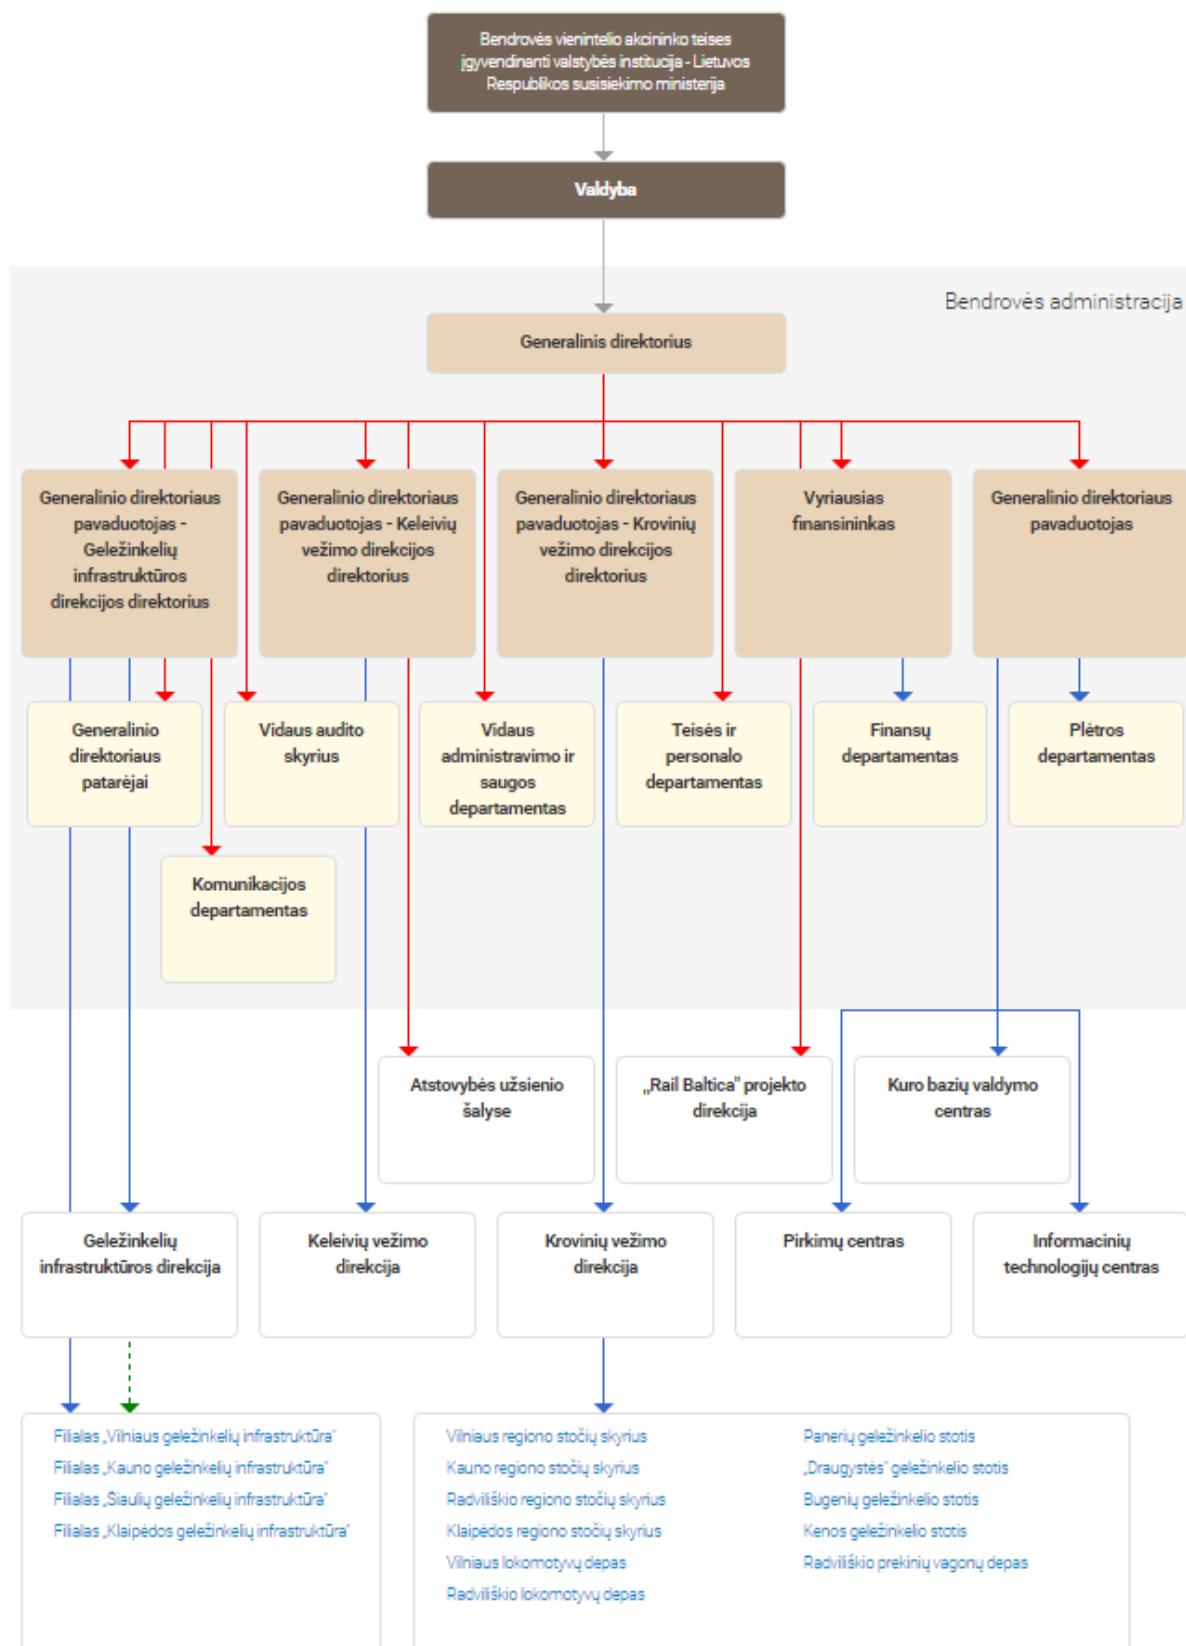 Bendrovės vienintelio akcininko teises
įgyvendinanti valstybės institucija - Lietuvos
Respublikos susisiekimo ministerija
Valdyba
Bendrovės administracija
Generalinis direktorius
Generalinio direktoriaus
pavaduotojas -
Geležinkelių
infrastruktūros
direkcijos direktorius
Generalinio direktoriaus
pavaduotojas - Keleivių
vežimo direkcijos
direktorius
Generalinio direktoriaus
pavaduotojas - Krovinių
vežimo direkcijos
direktorius
Vyriausias
finansininkas
Generalinio direktoriaus
pavaduotojas
Generalinio
direktoriaus
patarėjai
Vidaus audito
skyrius
Vidaus
administravimo ir
saugos
departamentas
Teisės ir
personalo
departamentas
Finansų
departamentas
Plėtros
departamentas
Komunikacijos
departamentas
Atstovybės užsienio
šalyse
„Rail Baltica" projekto
direkcija
Kuro bazių valdymo
centras
Geležinkelių
infrastruktūros direkcija
Keleivių vežimo
direkcija
Krovinių vežimo
direkcija
Pirkimų centras
Informacinių
technologijų centras
Filialas „Vilniaus geležinkelių infrastruktūra"
Filialas „Kauno geležinkelių infrastruktūra"
Filialas „Šiaulių geležinkelių infrastruktūra"
Filialas „Klaipėdos geležinkelių infrastruktūra"
Vilniaus regiono stočių skyrius
Kauno regiono stočių skyrius
Radviliškio regiono stočių skyrius
Klaipėdos regiono stočių skyrius
Vilniaus lokomotyvų depas
Radviliškio lokomotyvų depas
Panerių geležinkelio stotis
„Draugystės" geležinkelio stotis
Bugenių geležinkelio stotis
Kenos geležinkelio stotis
Radviliškio prekinių vagonų depas